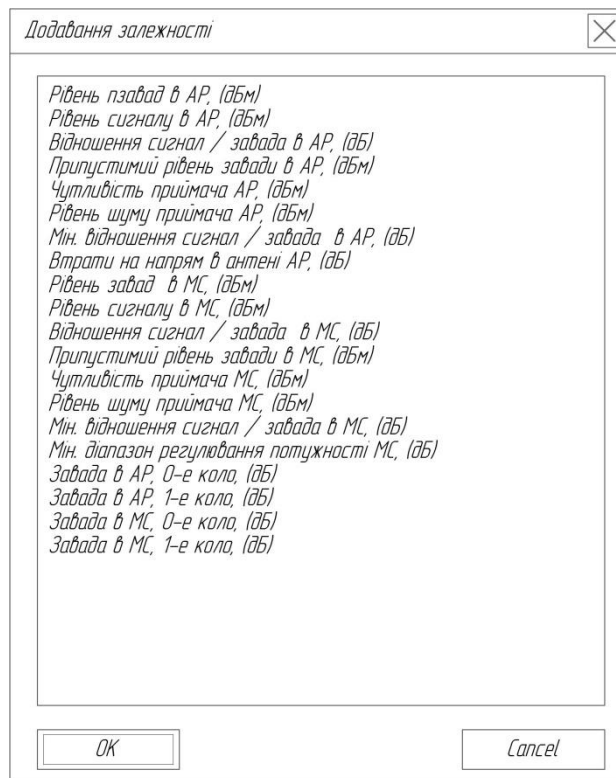 Додавання залежності
Рівень пзавад в АР, (дБм)
Рівень сигналу в АР, (дБм)
Відношення сигнал / завада в АР, (дБ)
Припустимий рівень завади в АР, (дБм)
Чутливість приймача АР, (дБм)
Рівень шуму приймача АР, (дБм)
Мін. відношення сигнал / завада в АР, (дБ)
Втрати на напрям в антені АР, (дБ)
Рівень завад в МС, (дБм)
Рівень сигналу в МС, (дБм)
Відношення сигнал / завада в МС, (дБ)
Припустимий рівень завади в МС, (дБм)
Чутливість приймача МС, (дБм)
Рівень шуму приймача МС, (дБм)
Мін. відношення сигнал / завада в МС, (дБ)
Мін. діапазон регулювання потужності МС, (дБ)
Завада в АР, 0-е коло, (дБ)
Завада в АР, 1-е коло, (дБ)
Завада в МС, 0-е коло, (дБ)
Завада в МС, 1-е коло, (дБ)
OK
Cancel